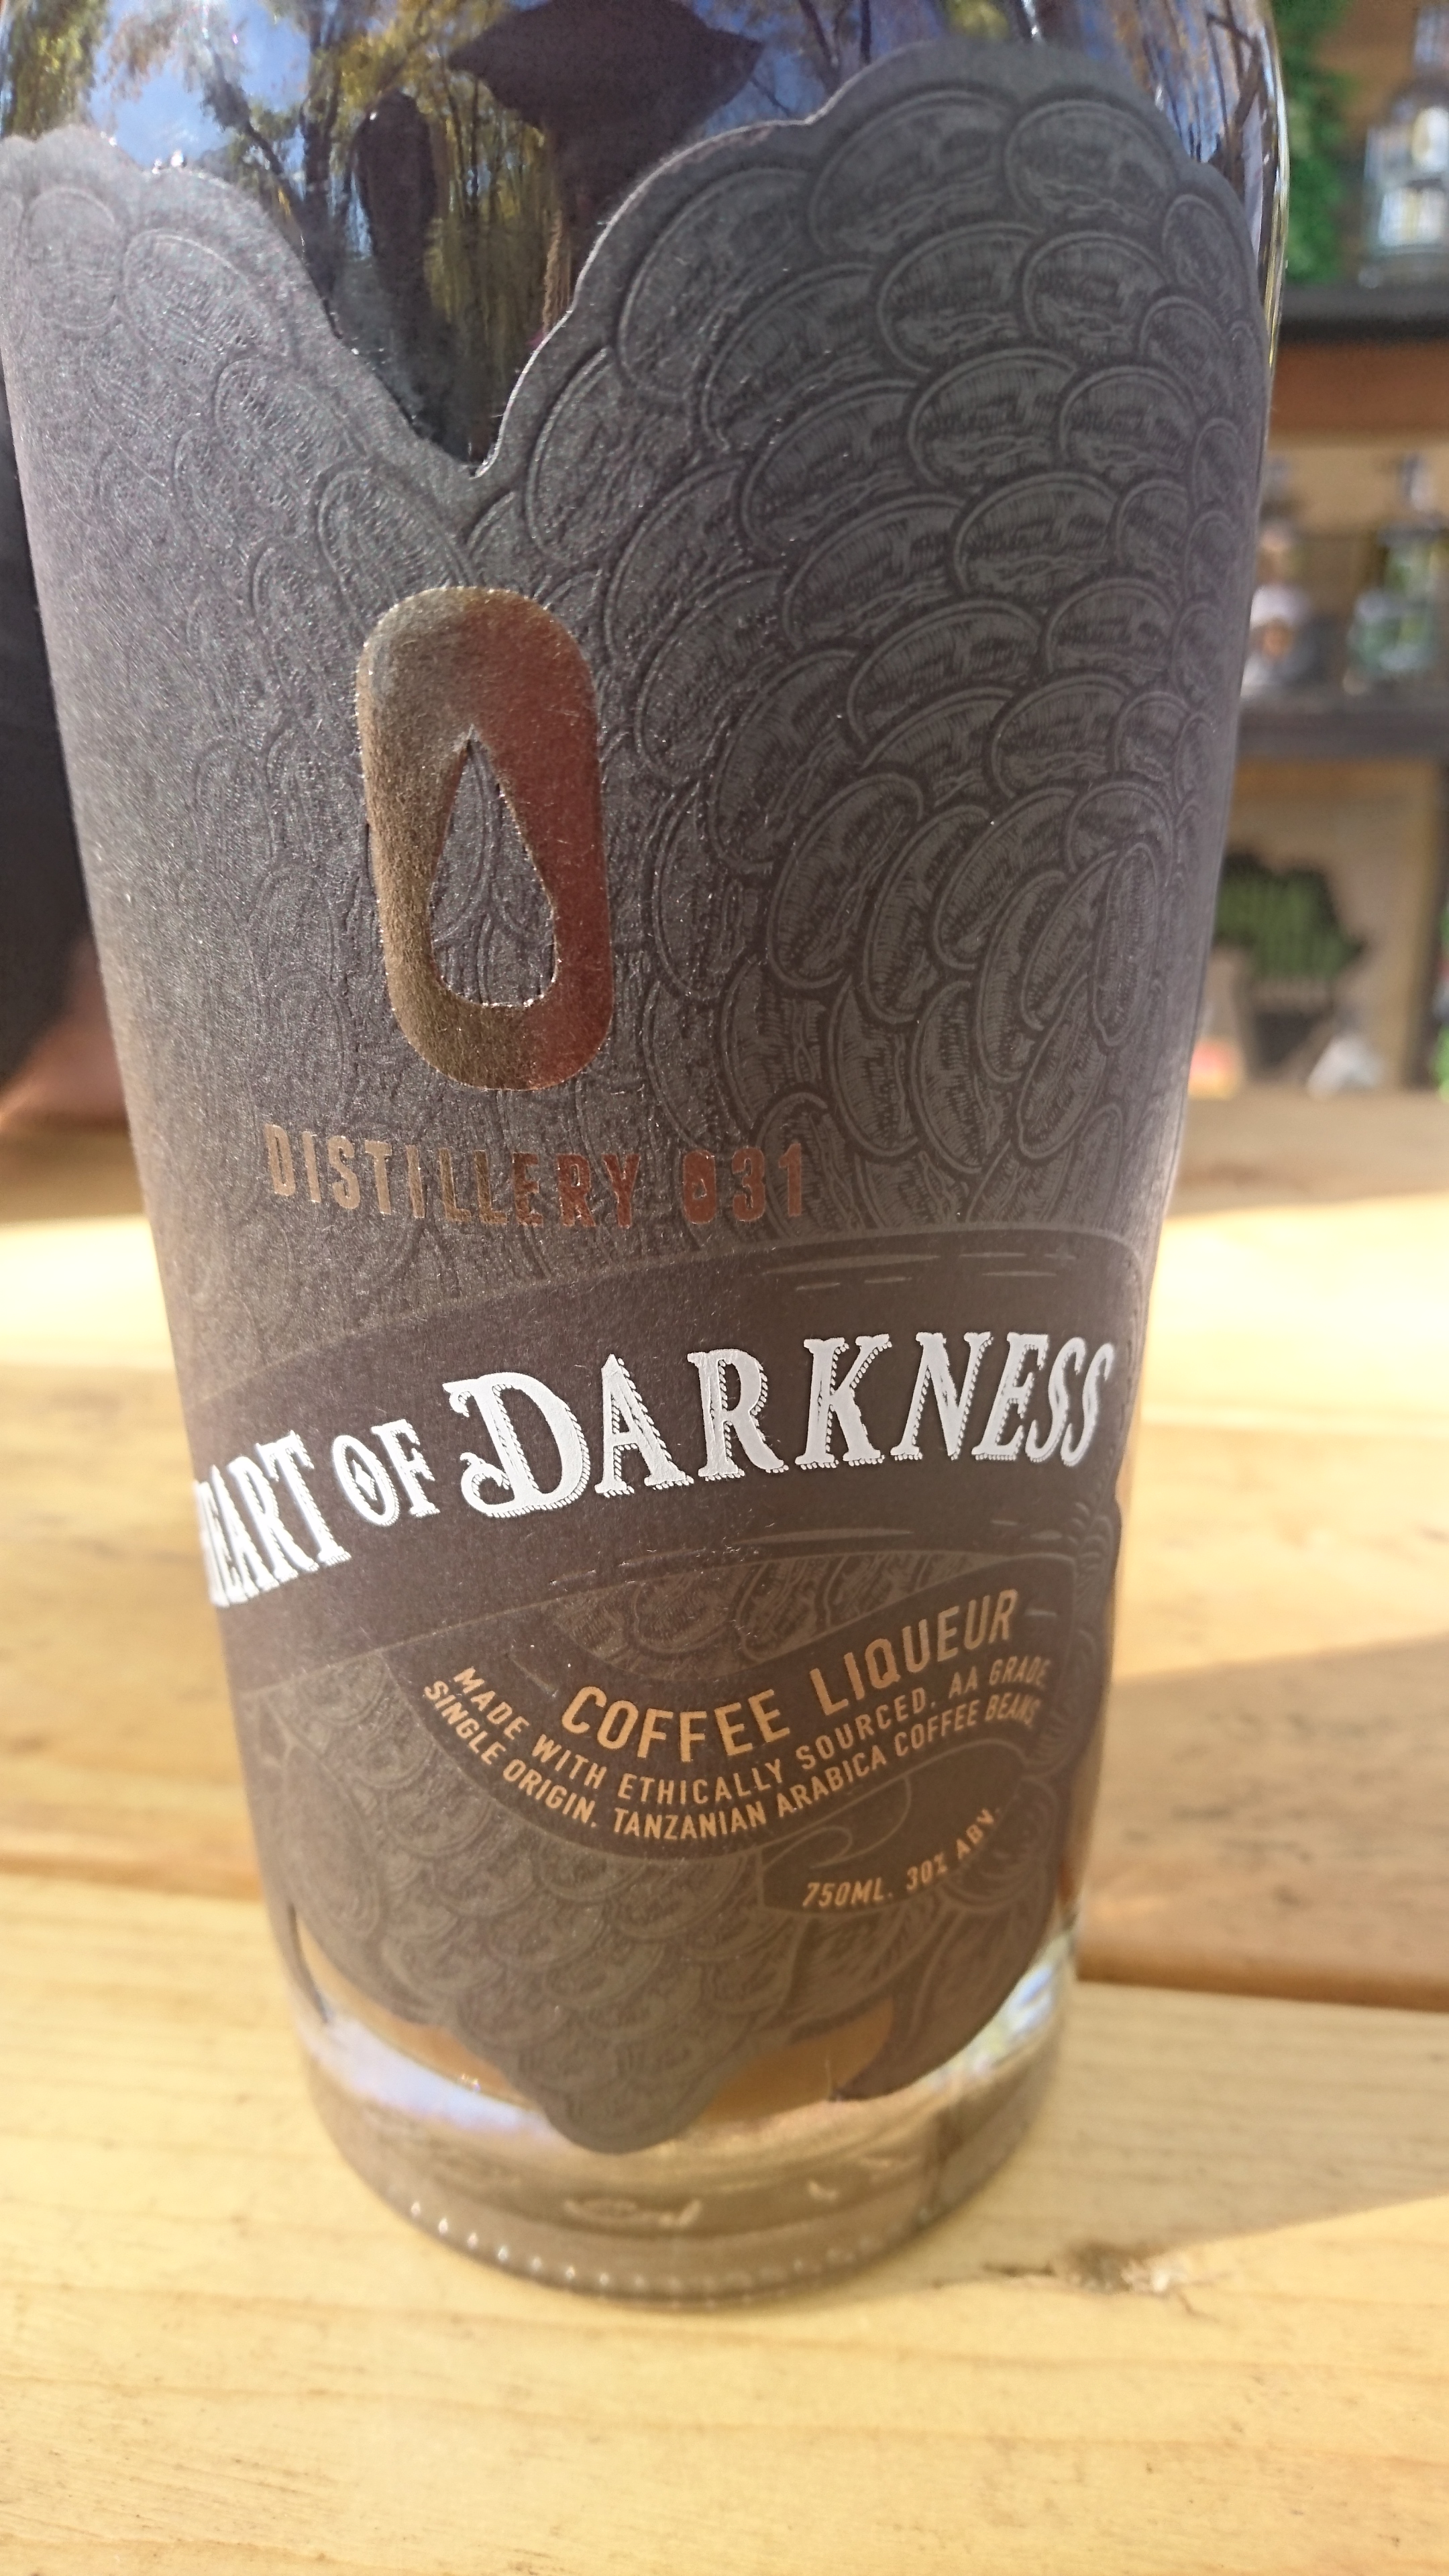 DISTILLERY 031
HEART OF DARKNESS
COFFEE LIQUEUR
MADE WITH ETHICALLY SOURCED. AA GRADE.
SINGLE ORIGIN. TANZANIAN ARABICA COFFEE BEANS.
750ML. 30% ABV.